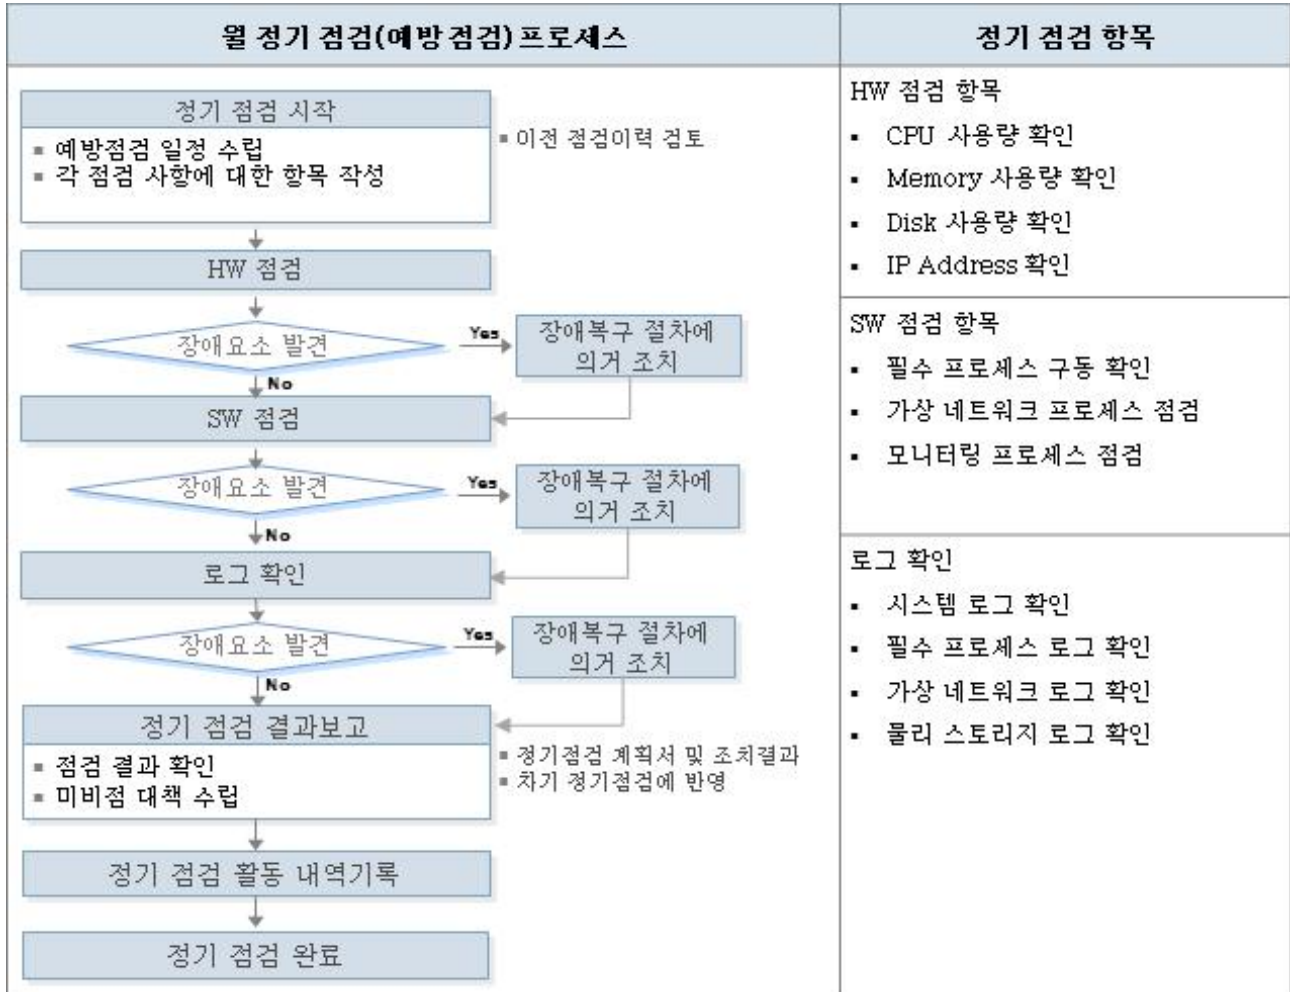 월 정기 점검(예방 점검) 프로세스
정기 점검 시작
▪ 예방점검 일정 수립
▪ 각 점검 사항에 대한 항목 작성
▪ 이전 점검이력 검토
HW 점검
장애요소 발견
Yes
장애복구 절차에
의거 조치
No
SW 점검
장애요소 발견
Yes
장애복구 절차에
의거 조치
No
로그 확인
장애요소 발견
Yes
장애복구 절차에
의거 조치
No
정기 점검 결과보고
▪ 점검 결과 확인
▪ 미비점 대책 수립
▪ 정기점검 계획서 및 조치결과
▪ 차기 정기점검에 반영
정기 점검 활동 내역기록
정기 점검 완료
정기 점검 항목
HW 점검 항목
▪ CPU 사용량 확인
▪ Memory 사용량 확인
▪ Disk 사용량 확인
▪ IP Address 확인
SW 점검 항목
▪ 필수 프로세스 구동 확인
▪ 가상 네트워크 프로세스 점검
▪ 모니터링 프로세스 점검
로그 확인
▪ 시스템 로그 확인
▪ 필수 프로세스 로그 확인
▪ 가상 네트워크 로그 확인
▪ 물리 스토리지 로그 확인